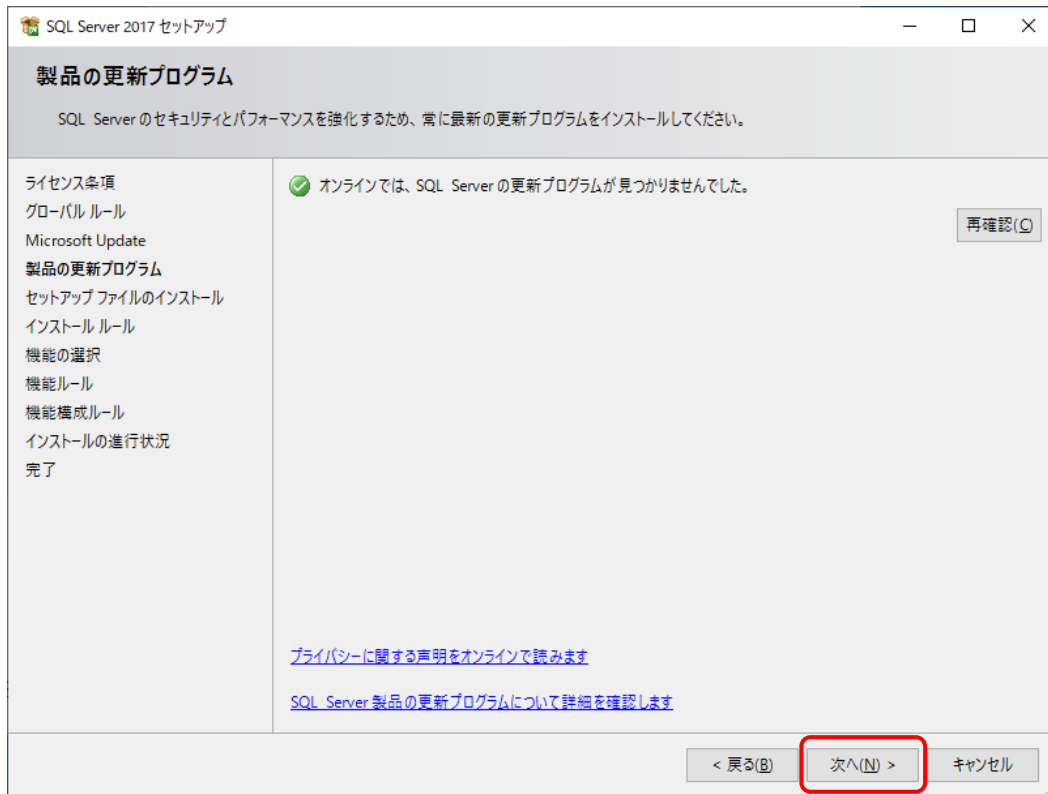 SQL Server 2017 セットアップ
製品の更新プログラム
SQL Server のセキュリティとパフォーマンスを強化するため、常に最新の更新プログラムをインストールしてください。
ライセンス条項
グローバル ルール
Microsoft Update
製品の更新プログラム
セットアップ ファイルのインストール
インストール ルール
機能の選択
機能ルール
機能構成ルール
インストールの進行状況
完了
オンラインでは、SQL Server の更新プログラムが見つかりませんでした。
再確認(C)
プライバシーに関する声明をオンラインで読みます
SQL Server 製品の更新プログラムについて詳細を確認します
< 戻る(B)
次へ(N) >
キャンセル